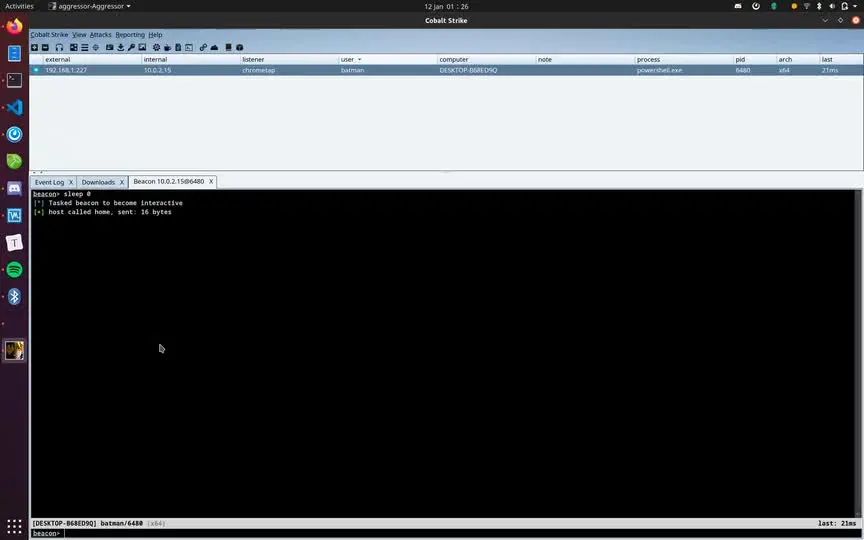 Activities aggressor-Aggressor 12 jan 01 : 26
Cobalt Strike
Cobalt Strike View Attacks Reporting Help
external internal listener user computer note process pid arch last
192.168.1.227 10.0.2.15 chrometap batman DESKTOP-B68ED9Q powershell.exe 6480 x64 21ms
Event Log X Downloads X Beacon 10.0.2.15@6480 X
beacon> sleep 0
[*] Tasked beacon to become interactive
[+] host called home, sent: 16 bytes
[DESKTOP-B68ED9Q] batman/6480 (x64) last: 21ms
beacon>